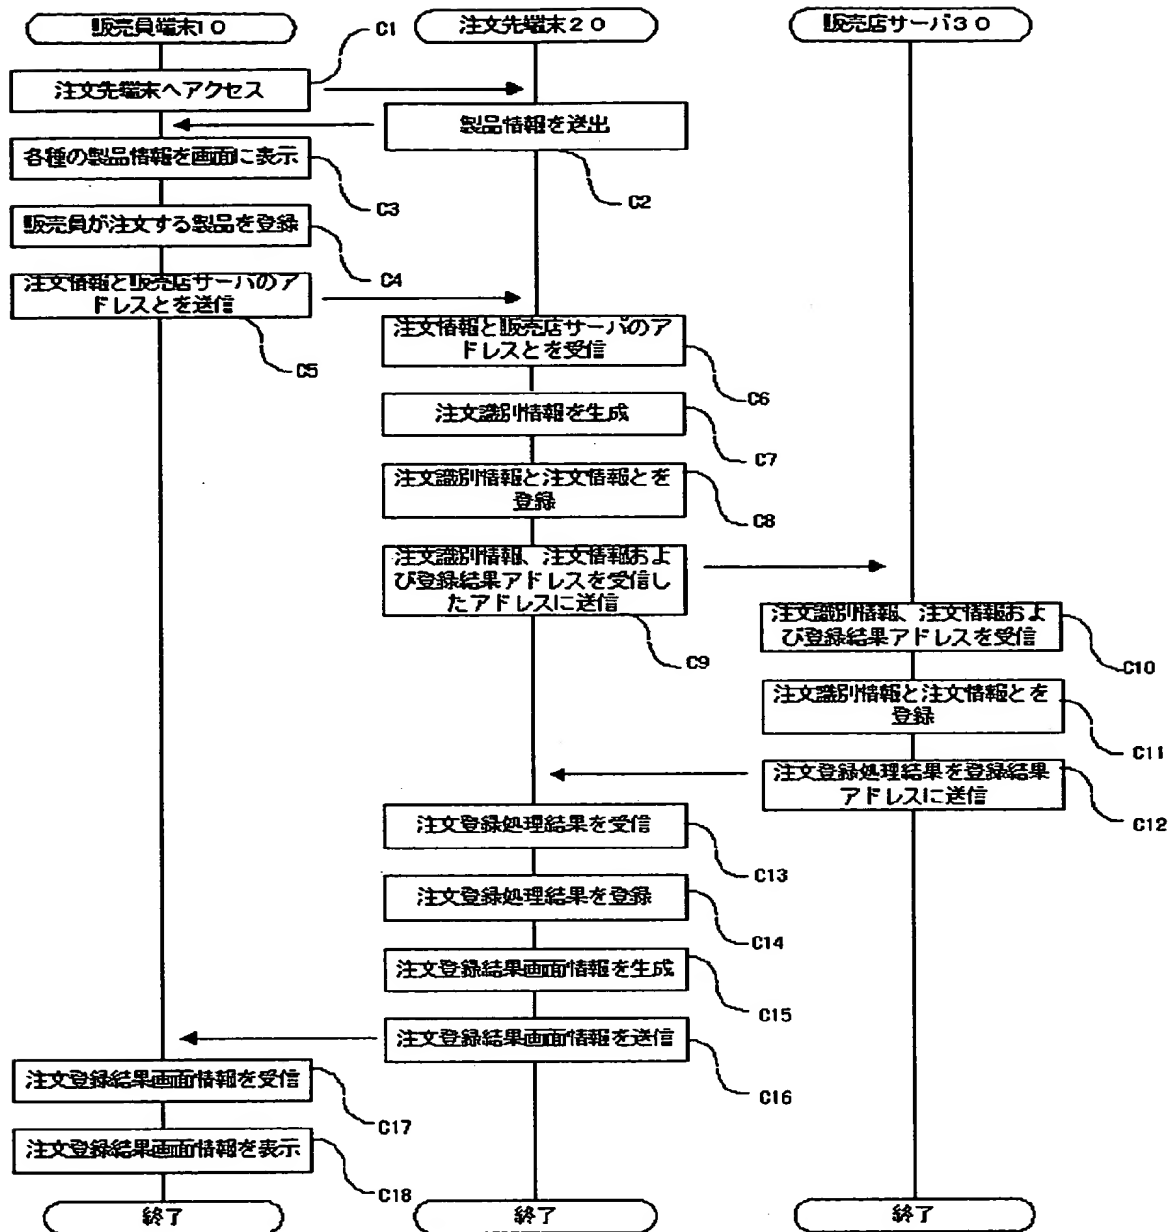 販売員端末10
注文先端末20
販売店サーバ30
C1
注文先端末へアクセス
製品情報を送出
C2
各種の製品情報を画面に表示
C3
販売員が注文する製品を登録
C4
注文情報と販売店サーバのア
ドレスとを送信
C5
注文情報と販売店サーバのア
ドレスとを受信
C6
注文識別情報を生成
C7
注文識別情報と注文情報とを
登録
C8
注文識別情報、注文情報およ
び登録結果アドレスを受信し
たアドレスに送信
C9
注文識別情報、注文情報およ
び登録結果アドレスを受信
C10
注文識別情報と注文情報とを
登録
C11
注文登録処理結果を登録結果
アドレスに送信
C12
注文登録処理結果を受信
C13
注文登録処理結果を登録
C14
注文登録結果画面情報を生成
C15
注文登録結果画面情報を送信
C16
注文登録結果画面情報を受信
C17
注文登録結果画面情報を表示
C18
終了
終了
終了